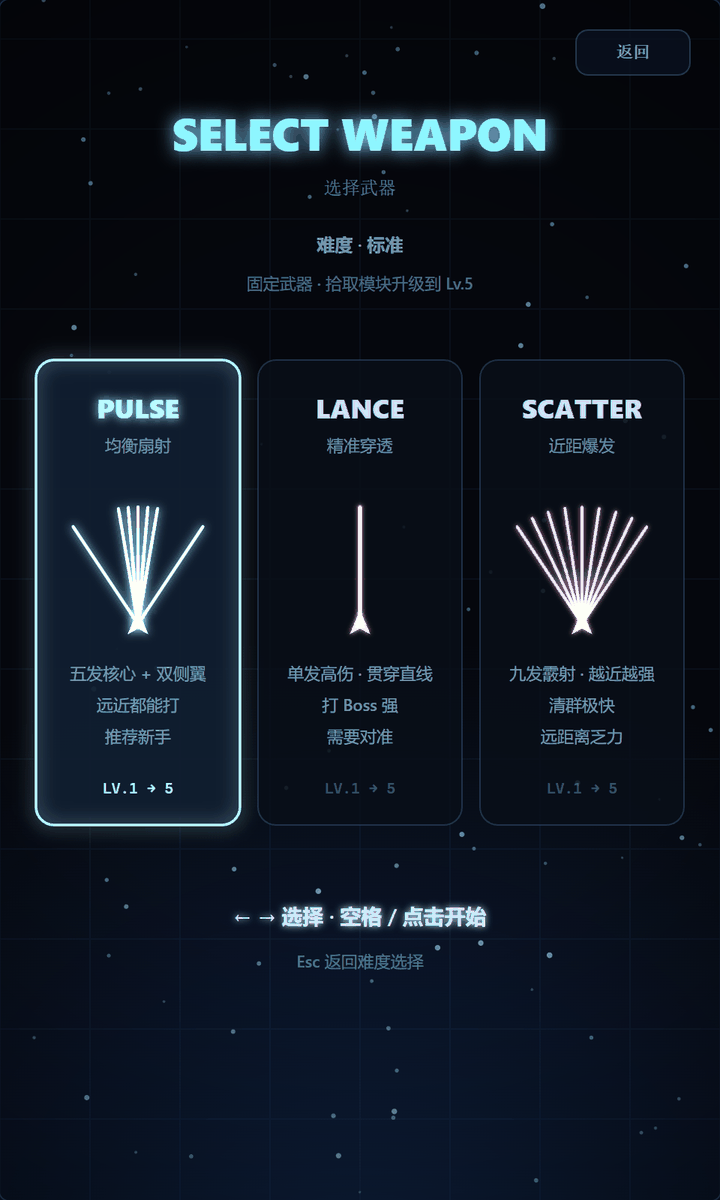 返回
SELECT WEAPON
选择武器
难度 · 标准
固定武器 · 拾取模块升级到 Lv.5
PULSE
均衡扇射
五发核心 + 双侧翼
远近都能打
推荐新手
LV.1 → 5
LANCE
精准穿透
单发高伤 · 贯穿直线
打 Boss 强
需要对准
LV.1 → 5
SCATTER
近距爆发
九发霰射 · 越近越强
清群极快
远距离乏力
LV.1 → 5
← → 选择 · 空格 / 点击开始
Esc 返回难度选择